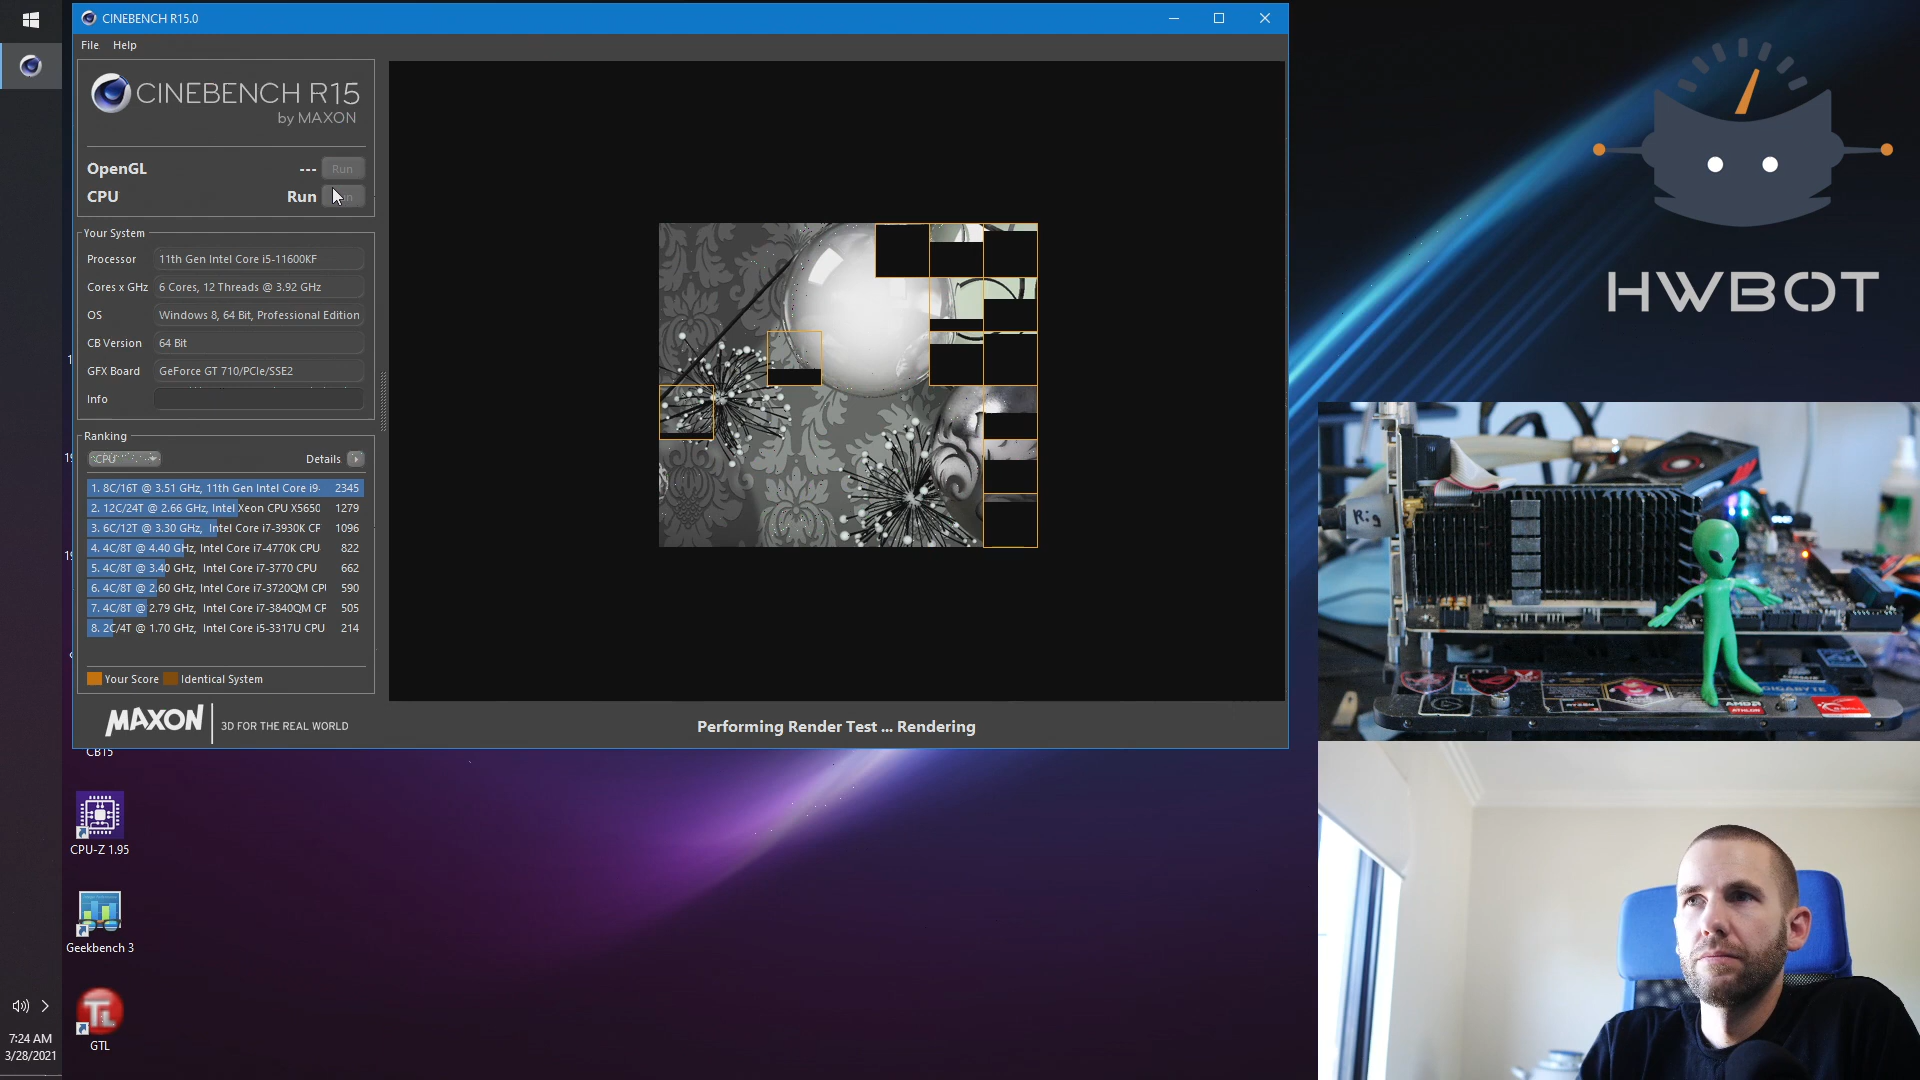 CINEBENCH R15.0
File Help
CINEBENCH R15
by MAXON
OpenGL --- Run
CPU Run
Your System
Processor 11th Gen Intel Core i5-11600KF
Cores x GHz 6 Cores, 12 Threads @ 3.92 GHz
OS Windows 8, 64 Bit, Professional Edition
CB Version 64 Bit
GFX Board GeForce GT 710/PCIe/SSE2
Info
Ranking
CPU Details
1. 8C/16T @ 3.51 GHz, 11th Gen Intel Core i9- 2345
2. 12C/24T @ 2.66 GHz, Intel Xeon CPU X5650 1279
3. 6C/12T @ 3.30 GHz, Intel Core i7-3930K CP 1096
4. 4C/8T @ 4.40 GHz, Intel Core i7-4770K CPU 822
5. 4C/8T @ 3.40 GHz, Intel Core i7-3770 CPU 662
6. 4C/8T @ 2.60 GHz, Intel Core i7-3720QM CPU 590
7. 4C/8T @ 2.79 GHz, Intel Core i7-3840QM CP 505
8. 2C/4T @ 1.70 GHz, Intel Core i5-3317U CPU 214
Your Score Identical System
MAXON 3D FOR THE REAL WORLD
Performing Render Test ... Rendering
CB15
CPU-Z 1.95
Geekbench 3
TL
GTL
7:24 AM
3/28/2021
HWBOT
Rig
GIGABYTE
AMD
ATHLON
RYZEN